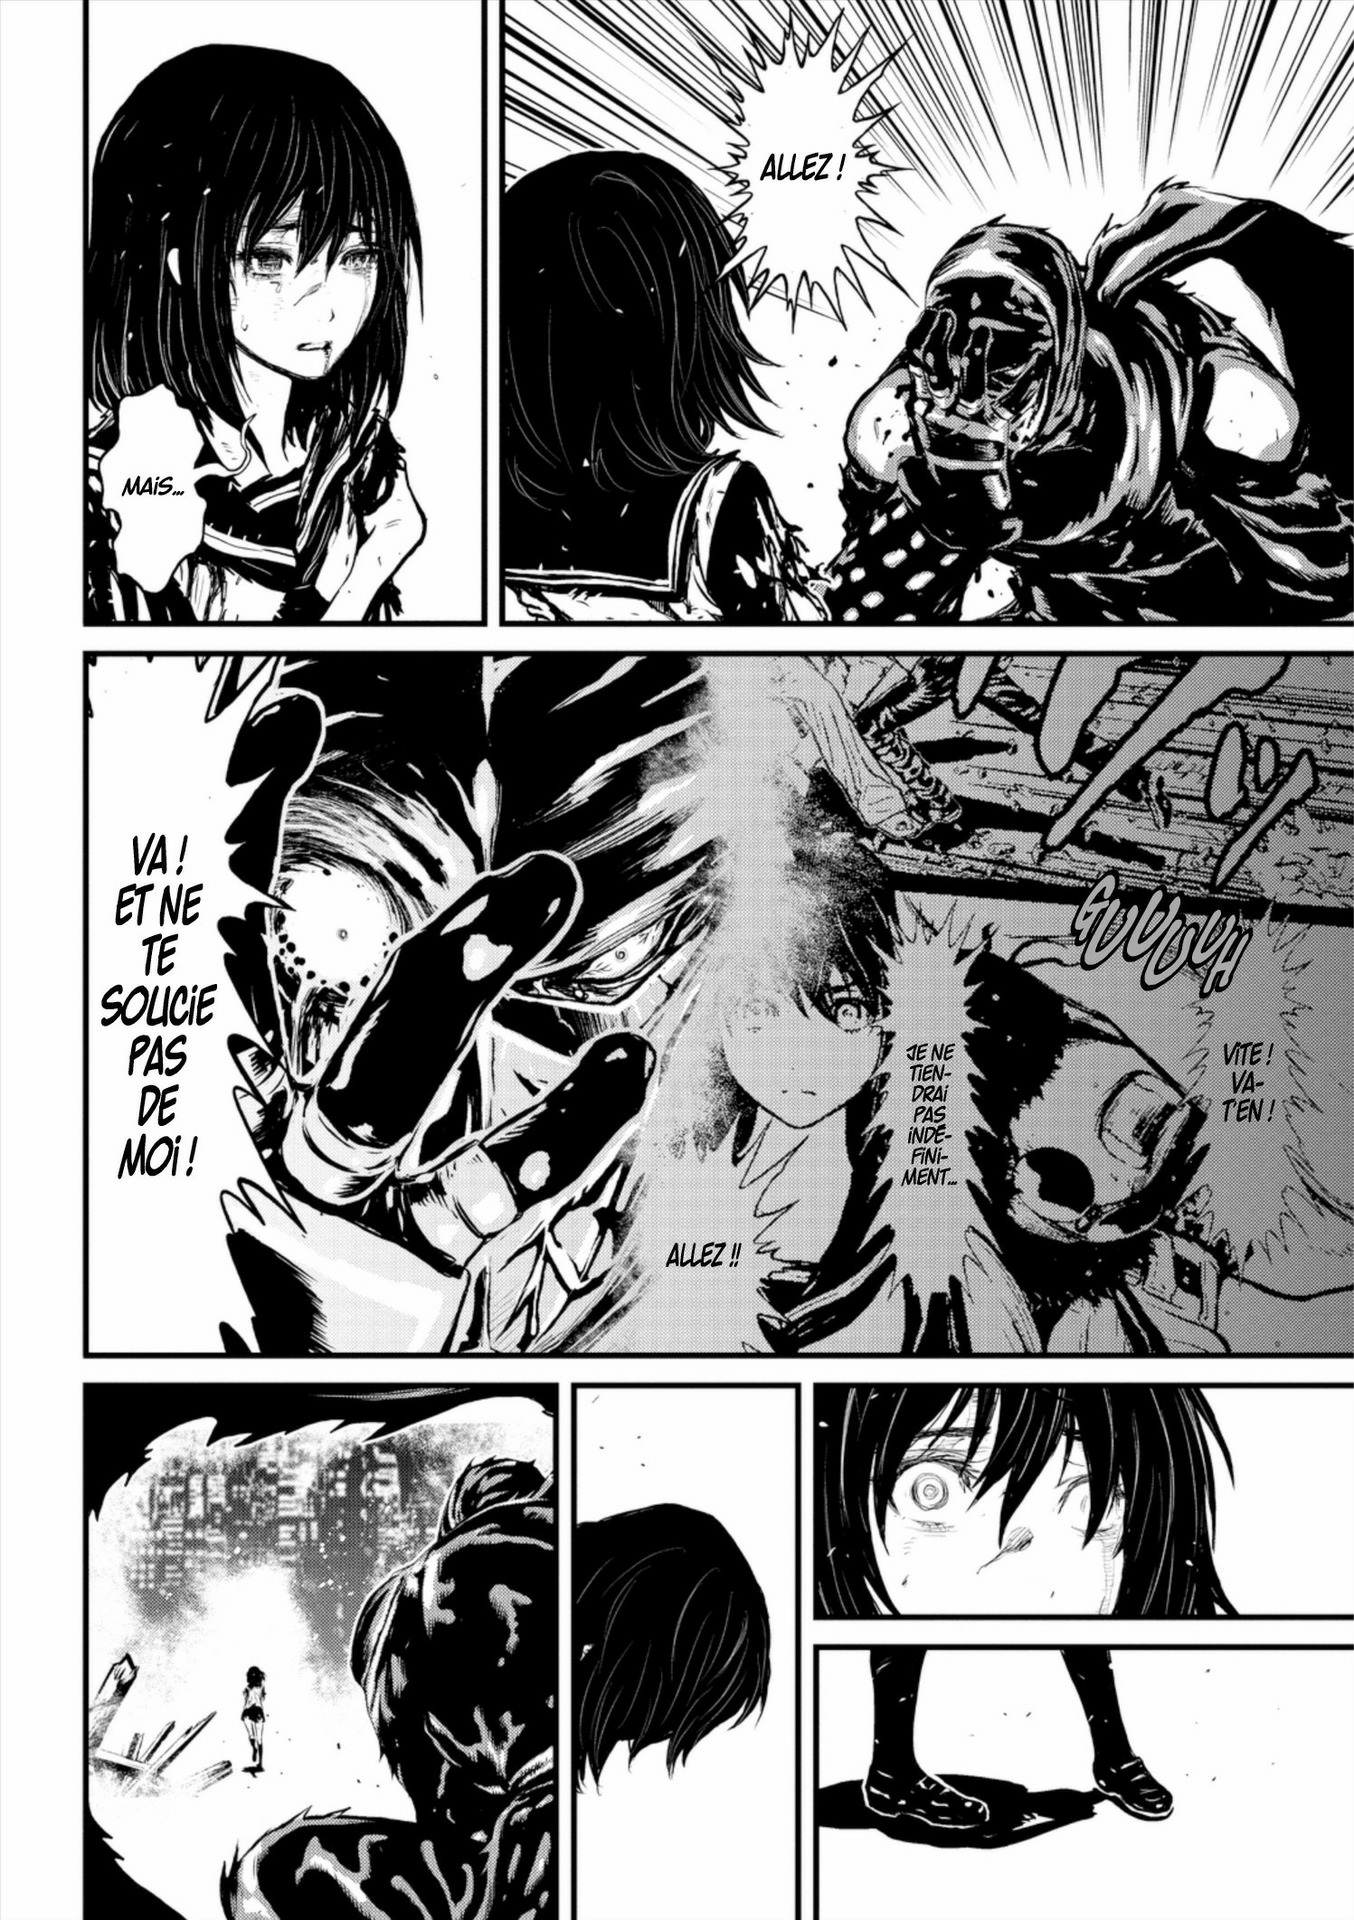 ALLEZ !
MAIS...
GUUUUUH
VITE !
VA-
T'EN !
JE NE
TIEN-
DRAI
PAS
INDÉ-
FINI-
MENT...
ALLEZ !!
VA !
ET NE
TE
SOUCIE
PAS
DE
MOI !